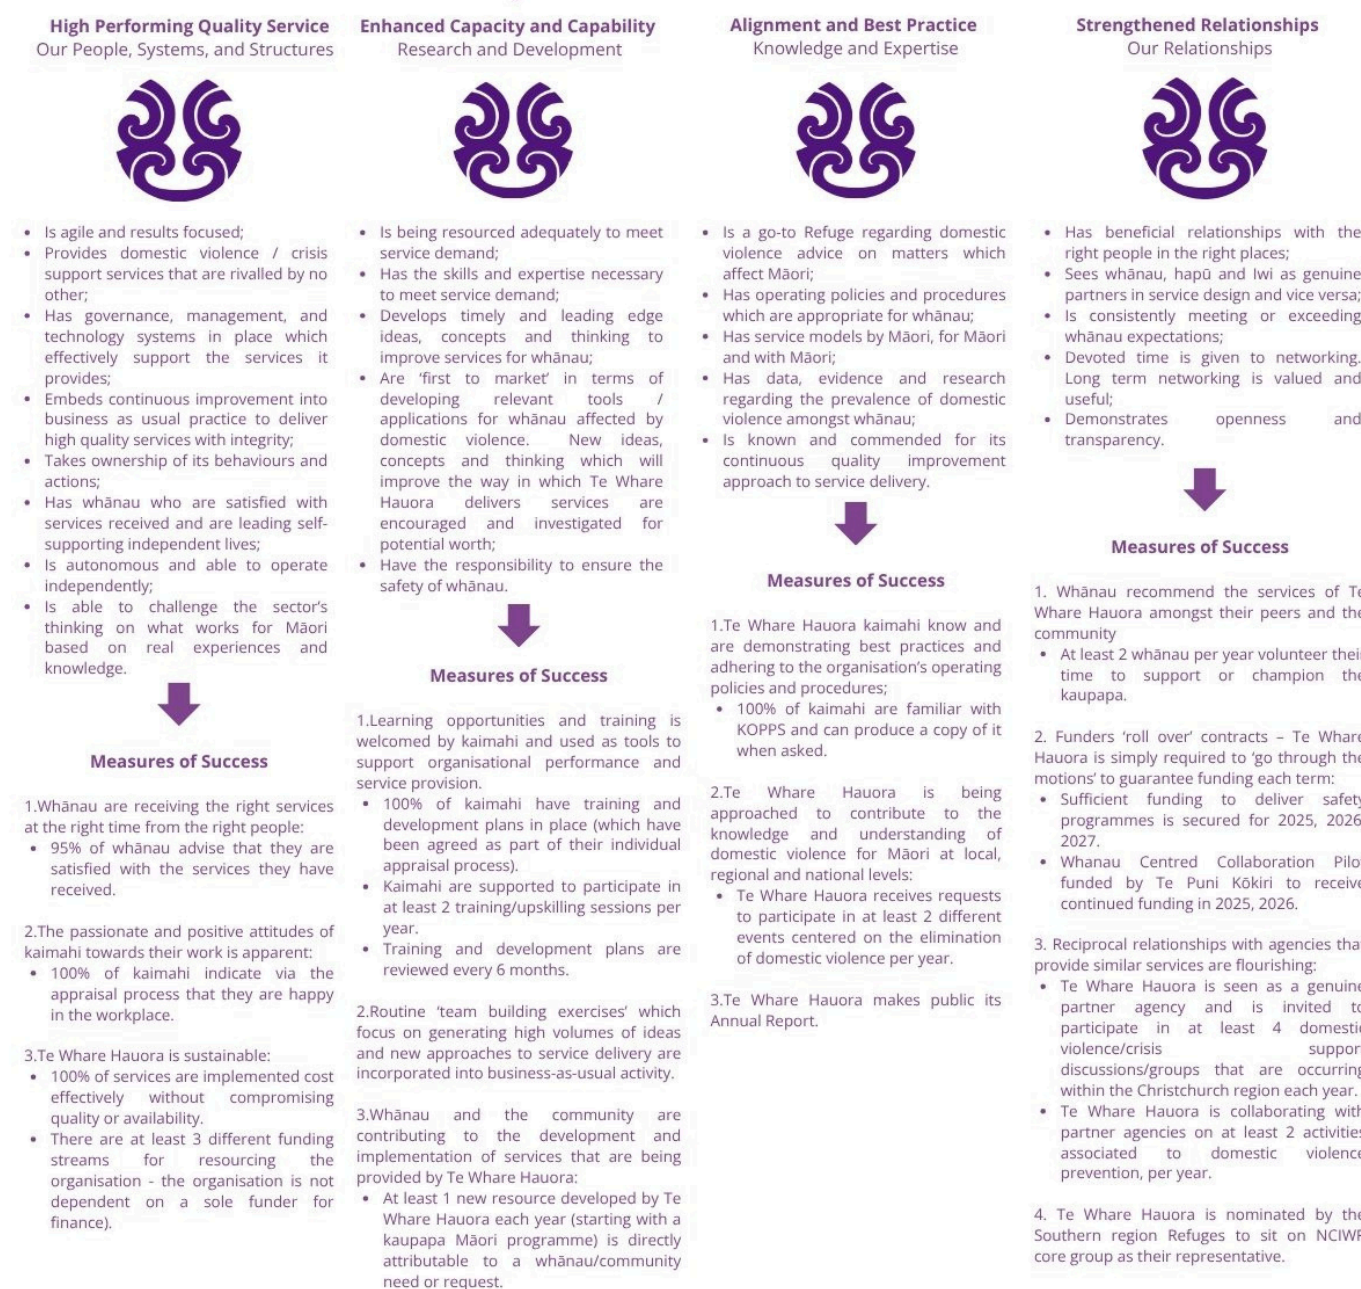 High Performing Quality Service
Our People, Systems, and Structures
• Is agile and results focused;
• Provides domestic violence / crisis
support services that are rivalled by no
other;
• Has governance, management, and
technology systems in place which
effectively support the services it
provides;
• Embeds continuous improvement into
business as usual practice to deliver
high quality services with integrity;
• Takes ownership of its behaviours and
actions;
• Has whānau who are satisfied with
services received and are leading self-
supporting independent lives;
• Is autonomous and able to operate
independently;
• Is able to challenge the sector's
thinking on what works for Māori
based on real experiences and
knowledge.
Measures of Success
1.Whānau are receiving the right services
at the right time from the right people:
• 95% of whānau advise that they are
satisfied with the services they have
received.
2.The passionate and positive attitudes of
kaimahi towards their work is apparent:
• 100% of kaimahi indicate via the
appraisal process that they are happy
in the workplace.
3.Te Whare Hauora is sustainable:
• 100% of services are implemented cost
effectively without compromising
quality or availability.
• There are at least 3 different funding
streams for resourcing the
organisation - the organisation is not
dependent on a sole funder for
finance).
Enhanced Capacity and Capability
Research and Development
• Is being resourced adequately to meet
service demand;
• Has the skills and expertise necessary
to meet service demand;
• Develops timely and leading edge
ideas, concepts and thinking to
improve services for whānau;
• Are 'first to market' in terms of
developing relevant tools /
applications for whānau affected by
domestic violence. New ideas,
concepts and thinking which will
improve the way in which Te Whare
Hauora delivers services are
encouraged and investigated for
potential worth;
• Have the responsibility to ensure the
safety of whānau.
Measures of Success
1.Learning opportunities and training is
welcomed by kaimahi and used as tools to
support organisational performance and
service provision.
• 100% of kaimahi have training and
development plans in place (which have
been agreed as part of their individual
appraisal process).
• Kaimahi are supported to participate in
at least 2 training/upskilling sessions per
year.
• Training and development plans are
reviewed every 6 months.
2.Routine 'team building exercises' which
focus on generating high volumes of ideas
and new approaches to service delivery are
incorporated into business-as-usual activity.
3.Whānau and the community are
contributing to the development and
implementation of services that are being
provided by Te Whare Hauora:
• At least 1 new resource developed by Te
Whare Hauora each year (starting with a
kaupapa Māori programme) is directly
attributable to a whānau/community
need or request.
Alignment and Best Practice
Knowledge and Expertise
• Is a go-to Refuge regarding domestic
violence advice on matters which
affect Māori;
• Has operating policies and procedures
which are appropriate for whānau;
• Has service models by Māori, for Māori
and with Māori;
• Has data, evidence and research
regarding the prevalence of domestic
violence amongst whānau;
• Is known and commended for its
continuous quality improvement
approach to service delivery.
Measures of Success
1.Te Whare Hauora kaimahi know and
are demonstrating best practices and
adhering to the organisation's operating
policies and procedures;
• 100% of kaimahi are familiar with
KOPPS and can produce a copy of it
when asked.
2.Te Whare Hauora is being
approached to contribute to the
knowledge and understanding of
domestic violence for Māori at local,
regional and national levels:
• Te Whare Hauora receives requests
to participate in at least 2 different
events centered on the elimination
of domestic violence per year.
3.Te Whare Hauora makes public its
Annual Report.
Strengthened Relationships
Our Relationships
• Has beneficial relationships with the
right people in the right places;
• Sees whānau, hapū and Iwi as genuine
partners in service design and vice versa;
• Is consistently meeting or exceeding
whānau expectations;
• Devoted time is given to networking.
Long term networking is valued and
useful;
• Demonstrates openness and
transparency.
Measures of Success
1. Whānau recommend the services of Te
Whare Hauora amongst their peers and the
community
• At least 2 whānau per year volunteer their
time to support or champion the
kaupapa.
2. Funders 'roll over' contracts – Te Whare
Hauora is simply required to 'go through the
motions' to guarantee funding each term:
• Sufficient funding to deliver safety
programmes is secured for 2025, 2026,
2027.
• Whanau Centred Collaboration Pilot
funded by Te Puni Kōkiri to receive
continued funding in 2025, 2026.
3. Reciprocal relationships with agencies that
provide similar services are flourishing:
• Te Whare Hauora is seen as a genuine
partner agency and is invited to
participate in at least 4 domestic
violence/crisis support
discussions/groups that are occurring
within the Christchurch region each year.
• Te Whare Hauora is collaborating with
partner agencies on at least 2 activities
associated to domestic violence
prevention, per year.
4. Te Whare Hauora is nominated by the
Southern region Refuges to sit on NCIWR
core group as their representative.